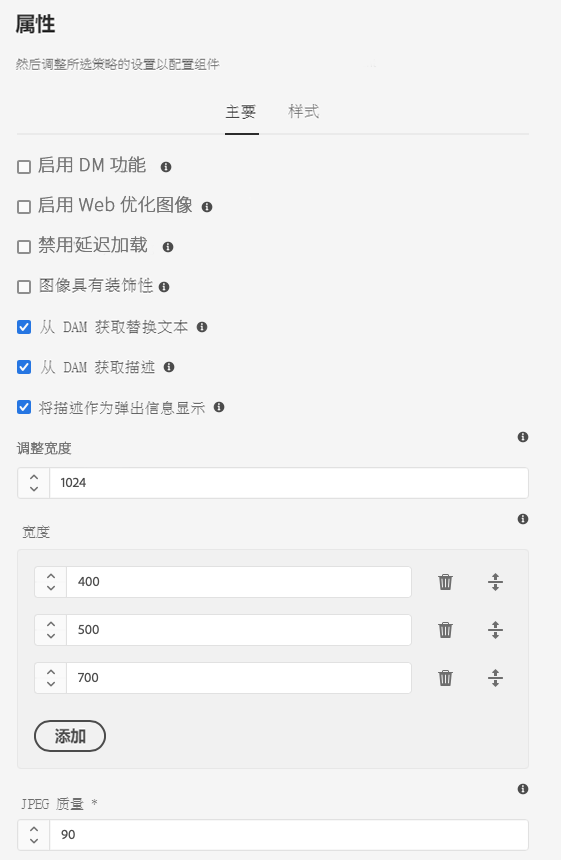 属性
然后调整所选策略的设置以配置组件
主要 样式
启用 DM 功能
启用 Web 优化图像
禁用延迟加载
图像具有装饰性
从 DAM 获取替换文本
从 DAM 获取描述
将描述作为弹出信息显示
调整宽度
1024
宽度
400
500
700
添加
JPEG 质量 *
90